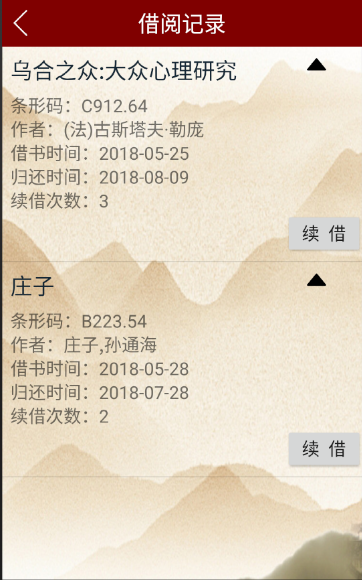 借阅记录
乌合之众:大众心理研究
条形码：C912.64
作者：(法)古斯塔夫·勒庞
借书时间：2018-05-25
归还时间：2018-08-09
续借次数：3
续 借
庄子
条形码：B223.54
作者：庄子,孙通海
借书时间：2018-05-28
归还时间：2018-07-28
续借次数：2
续 借